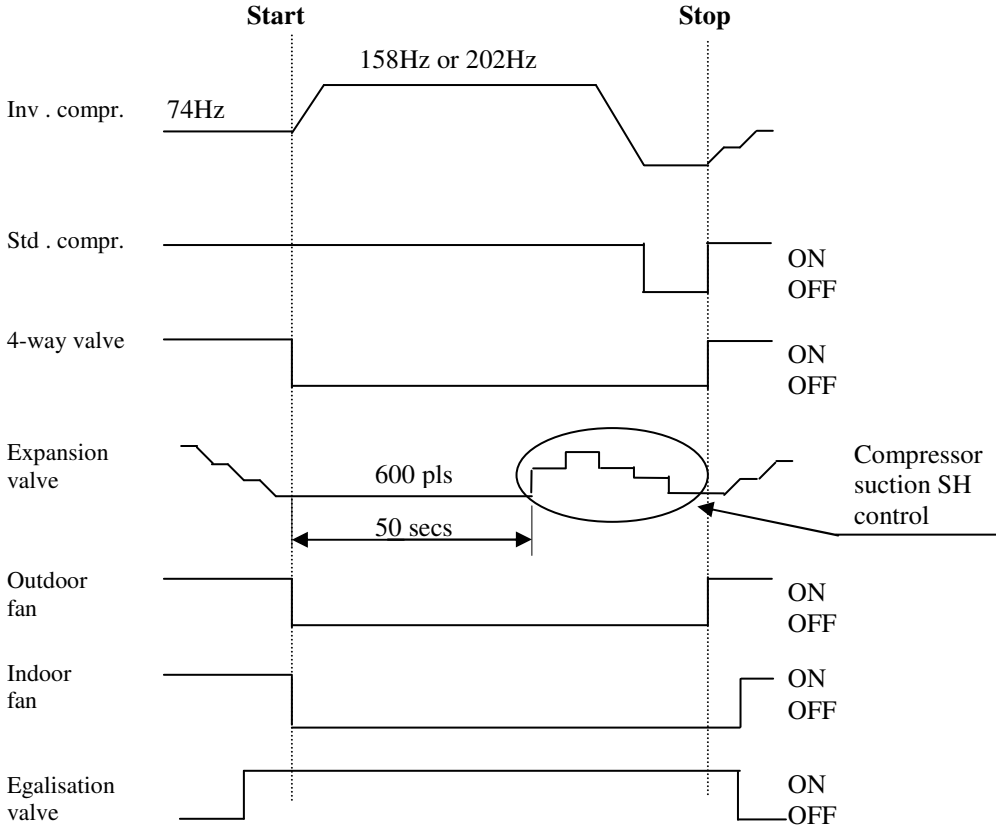 Start
Stop
158Hz or 202Hz
Inv . compr.
74Hz
Std . compr.
ON
OFF
4-way valve
ON
OFF
Expansion
valve
600 pls
Compressor
suction SH
control
50 secs
Outdoor
fan
ON
OFF
Indoor
fan
ON
OFF
Egalisation
valve
ON
OFF